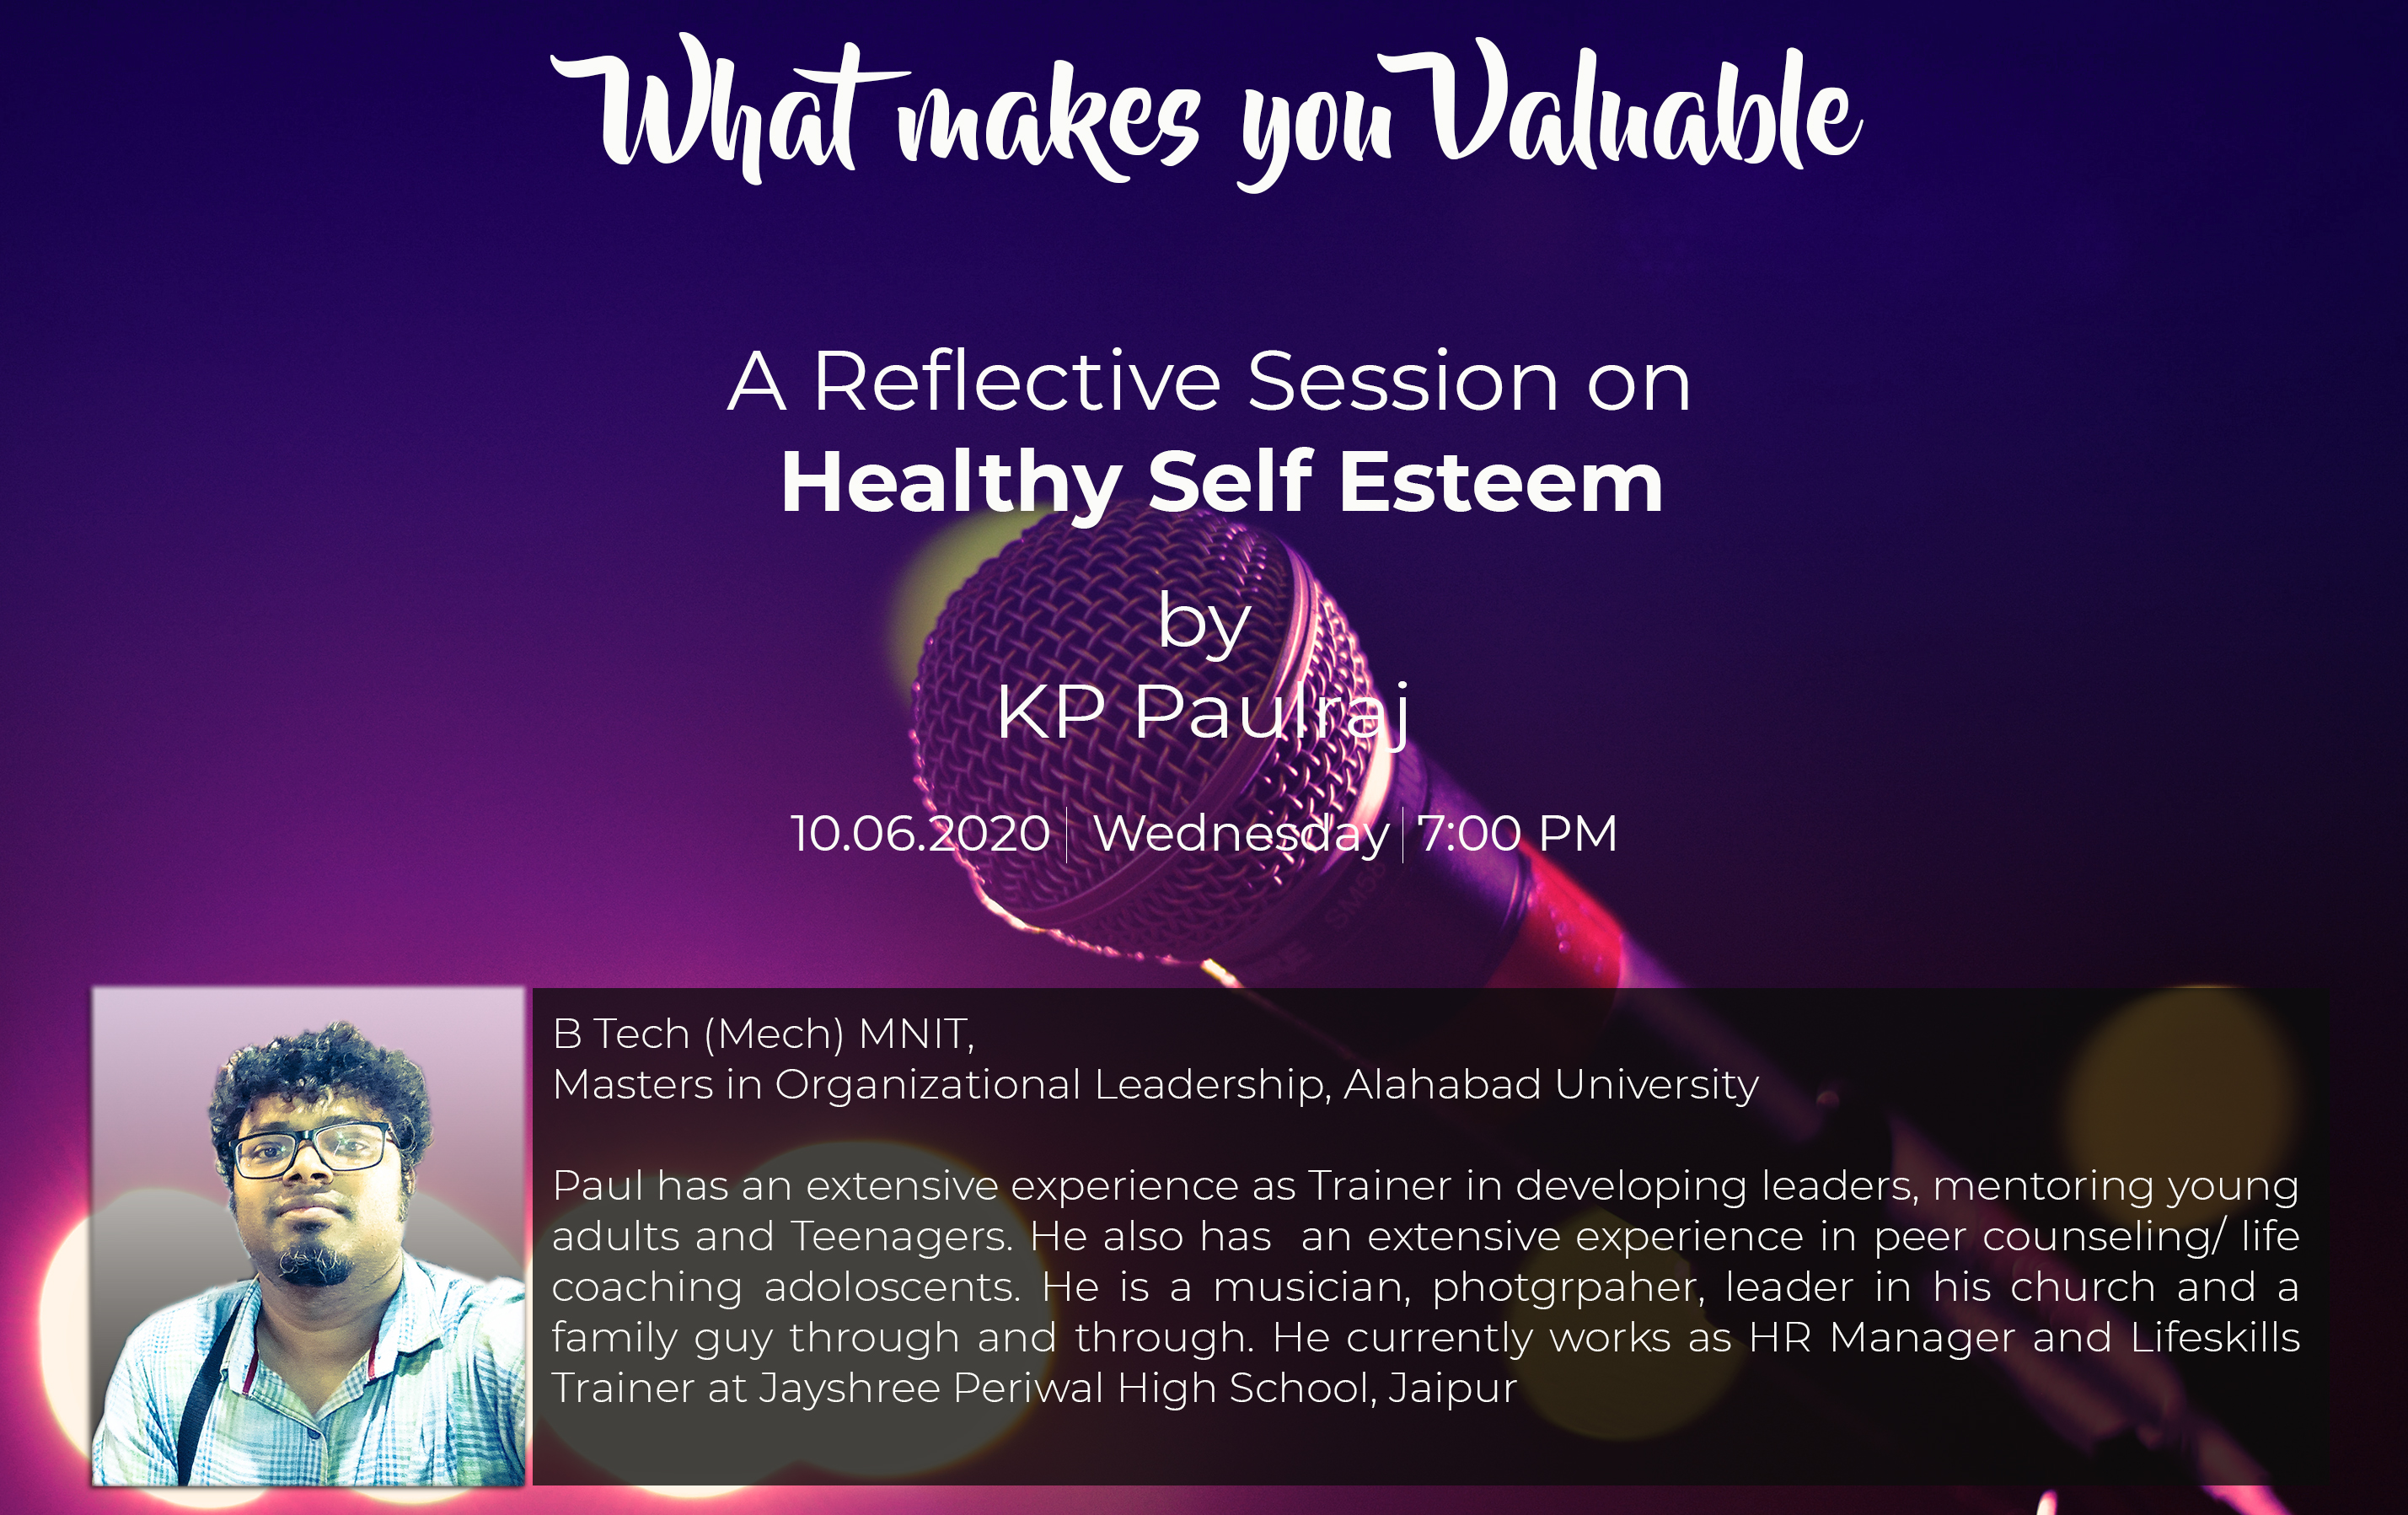 What makes you Valuable
A Reflective Session on
Healthy Self Esteem
by
KP Paulraj
10.06.2020 | Wednesday | 7:00 PM
SM58
B Tech (Mech) MNIT,
Masters in Organizational Leadership, Alahabad University
Paul has an extensive experience as Trainer in developing leaders, mentoring young
adults and Teenagers. He also has an extensive experience in peer counseling/ life
coaching adoloscents. He is a musician, photgrpaher, leader in his church and a
family guy through and through. He currently works as HR Manager and Lifeskills
Trainer at Jayshree Periwal High School, Jaipur